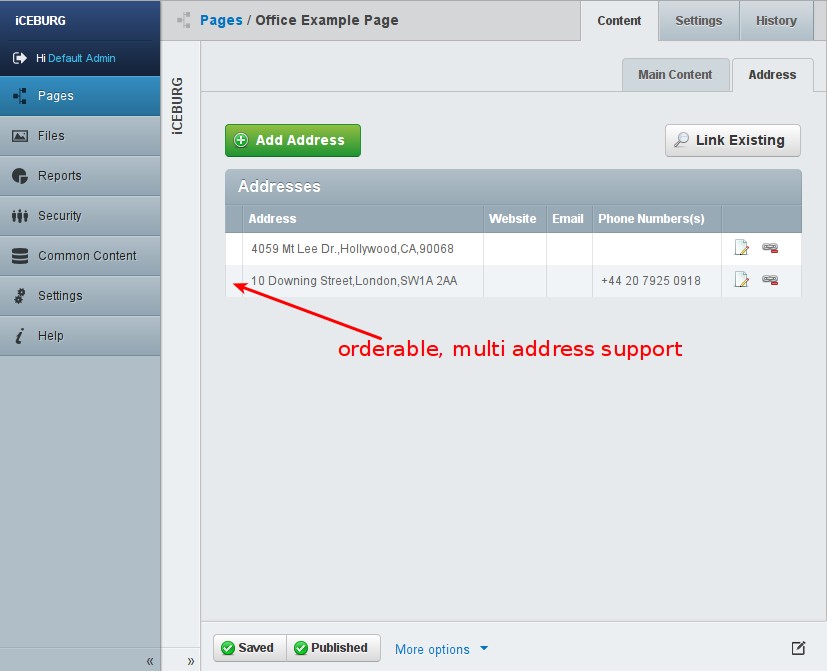 iCEBURG
Hi Default Admin
Pages
Files
Reports
Security
Common Content
Settings
Help
«
iCEBURG
»
Pages / Office Example Page
Content
Settings
History
Main Content
Address
Add Address
Link Existing
Addresses
Address Website Email Phone Numbers(s)
4059 Mt Lee Dr.,Hollywood,CA,90068
10 Downing Street,London,SW1A 2AA +44 20 7925 0918
orderable, multi address support
Saved
Published
More options